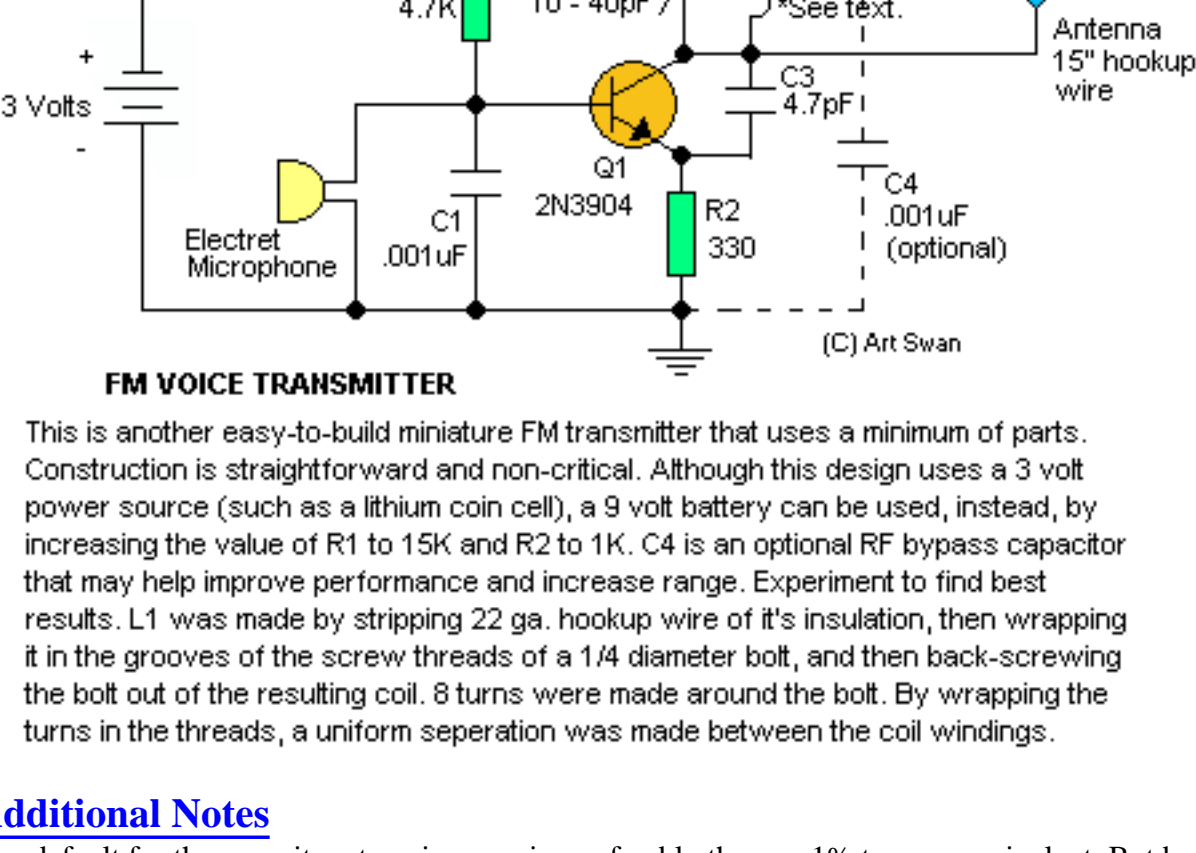 4.7K
10 - 40pF
*See text.
Antenna
15" hookup
wire
+
3 Volts
-
C3
4.7pF
Q1
2N3904
C4
.001uF
(optional)
R2
330
C1
.001uF
Electret
Microphone
(C) Art Swan
FM VOICE TRANSMITTER
This is another easy-to-build miniature FM transmitter that uses a minimum of parts.
Construction is straightforward and non-critical. Although this design uses a 3 volt
power source (such as a lithium coin cell), a 9 volt battery can be used, instead, by
increasing the value of R1 to 15K and R2 to 1K. C4 is an optional RF bypass capacitor
that may help improve performance and increase range. Experiment to find best
results. L1 was made by stripping 22 ga. hookup wire of it's insulation, then wrapping
it in the grooves of the screw threads of a 1/4 diameter bolt, and then back-screwing
the bolt out of the resulting coil. 8 turns were made around the bolt. By wrapping the
turns in the threads, a uniform seperation was made between the coil windings.
dditional Notes